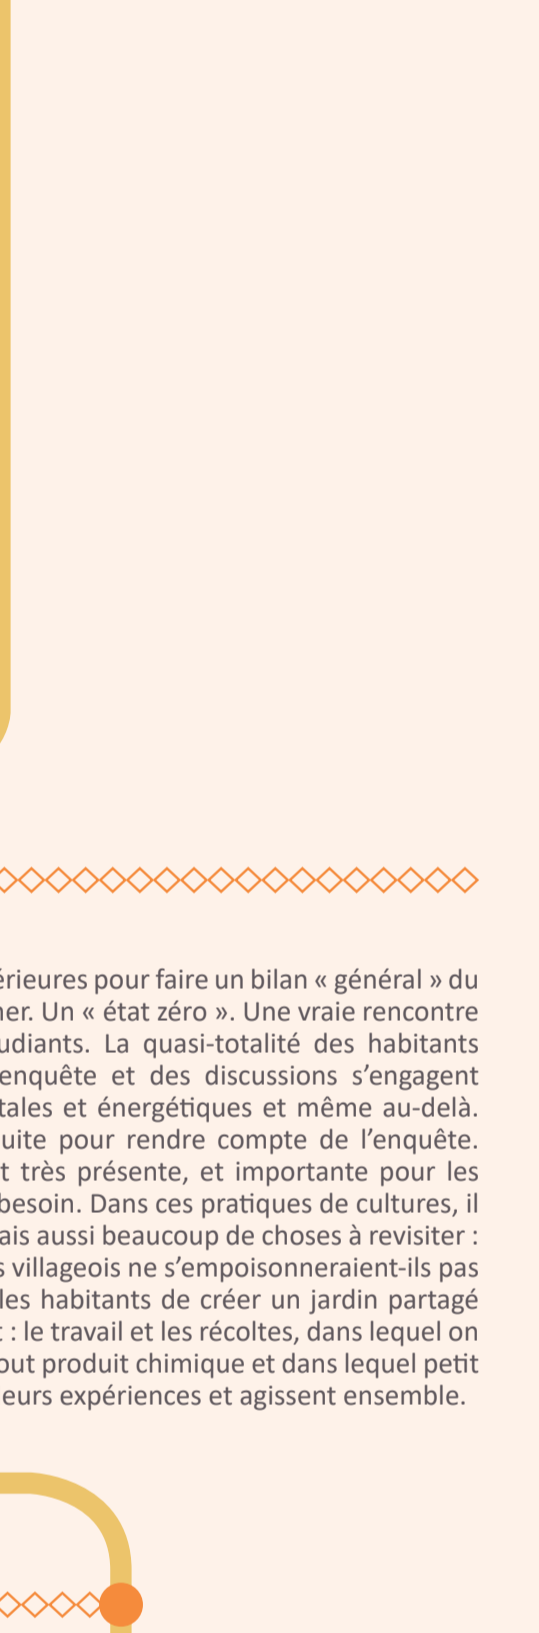 érieures pour faire un bilan « général » du
ner. Un « état zéro ». Une vraie rencontre
udiants. La quasi-totalité des habitants
enquête et des discussions s’engagent
tales et énergétiques et même au-delà.
uite pour rendre compte de l’enquête.
t très présente, et importante pour les
besoin. Dans ces pratiques de cultures, il
ais aussi beaucoup de choses à revisiter :
s villageois ne s’empoisonneraient-ils pas
les habitants de créer un jardin partagé
t : le travail et les récoltes, dans lequel on
out produit chimique et dans lequel petit
eurs expériences et agissent ensemble.